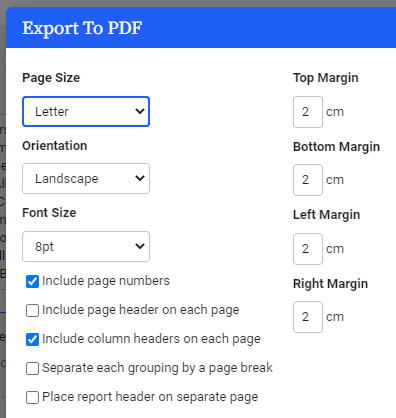 Export To PDF
Page Size
Letter
Orientation
Landscape
Font Size
8pt
Include page numbers
Include page header on each page
Include column headers on each page
Separate each grouping by a page break
Place report header on separate page
Top Margin
2 cm
Bottom Margin
2 cm
Left Margin
2 cm
Right Margin
2 cm